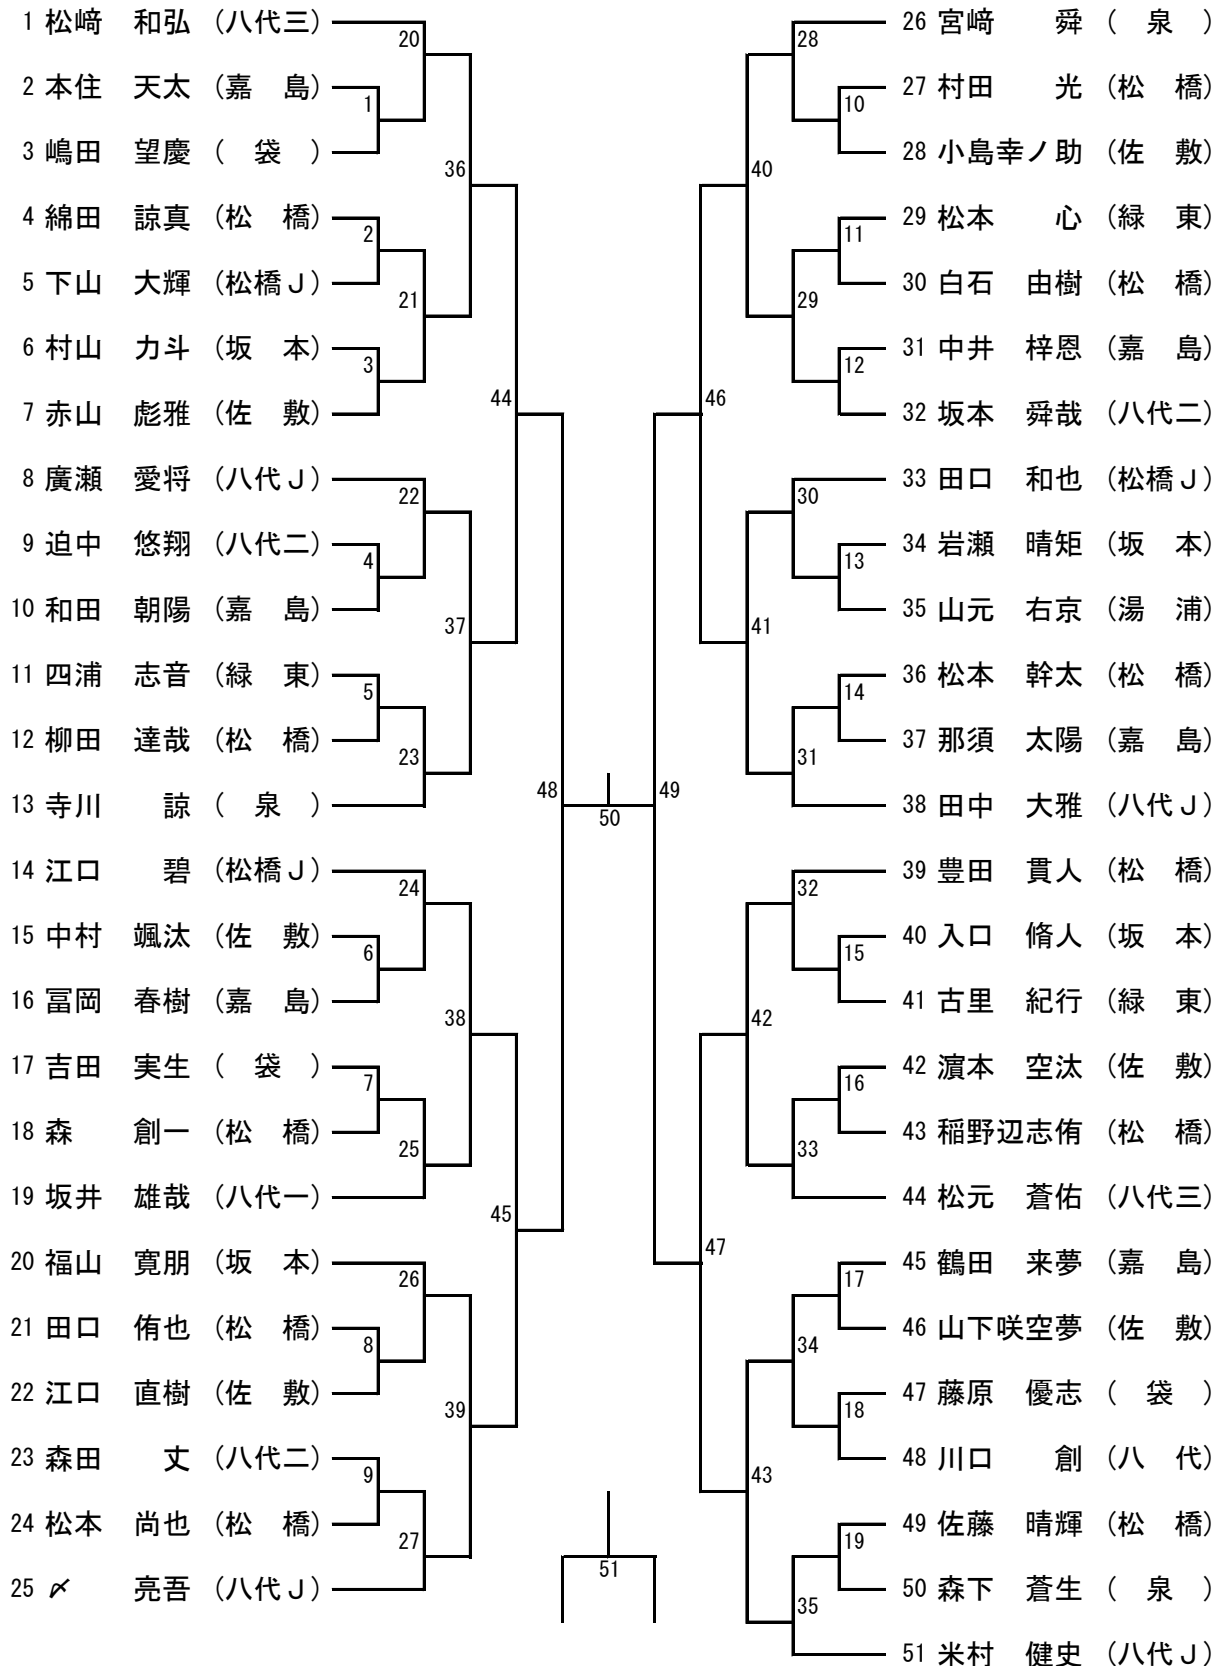 1 松﨑　和弘 (八代三)
2 本住　天太 (嘉　島)
3 嶋田　望慶 (　袋　)
4 綿田　諒真 (松　橋)
5 下山　大輝 (松橋Ｊ)
6 村山　力斗 (坂　本)
7 赤山　彪雅 (佐　敷)
8 廣瀬　愛将 (八代Ｊ)
9 迫中　悠翔 (八代二)
10 和田　朝陽 (嘉　島)
11 四浦　志音 (緑　東)
12 柳田　達哉 (松　橋)
13 寺川　　諒 (　泉　)
14 江口　　碧 (松橋Ｊ)
15 中村　颯汰 (佐　敷)
16 冨岡　春樹 (嘉　島)
17 吉田　実生 (　袋　)
18 森　　創一 (松　橋)
19 坂井　雄哉 (八代一)
20 福山　寛朋 (坂　本)
21 田口　侑也 (松　橋)
22 江口　直樹 (佐　敷)
23 森田　　丈 (八代二)
24 松本　尚也 (松　橋)
25 〆　　亮吾 (八代Ｊ)
20
1
2
21
3
36
22
4
5
23
37
44
24
6
7
25
38
26
8
9
27
39
45
48
50
51
49
46
40
28
10
11
29
12
41
30
13
14
31
47
42
32
15
16
33
43
17
34
18
19
35
26 宮﨑　　舜 (　泉　)
27 村田　　光 (松　橋)
28 小島幸ノ助 (佐　敷)
29 松本　　心 (緑　東)
30 白石　由樹 (松　橋)
31 中井　梓恩 (嘉　島)
32 坂本　舜哉 (八代二)
33 田口　和也 (松橋Ｊ)
34 岩瀬　晴矩 (坂　本)
35 山元　右京 (湯　浦)
36 松本　幹太 (松　橋)
37 那須　太陽 (嘉　島)
38 田中　大雅 (八代Ｊ)
39 豊田　貫人 (松　橋)
40 入口　脩人 (坂　本)
41 古里　紀行 (緑　東)
42 濵本　空汰 (佐　敷)
43 稲野辺志侑 (松　橋)
44 松元　蒼佑 (八代三)
45 鶴田　来夢 (嘉　島)
46 山下咲空夢 (佐　敷)
47 藤原　優志 (　袋　)
48 川口　　創 (八　代)
49 佐藤　晴輝 (松　橋)
50 森下　蒼生 (　泉　)
51 米村　健史 (八代Ｊ)